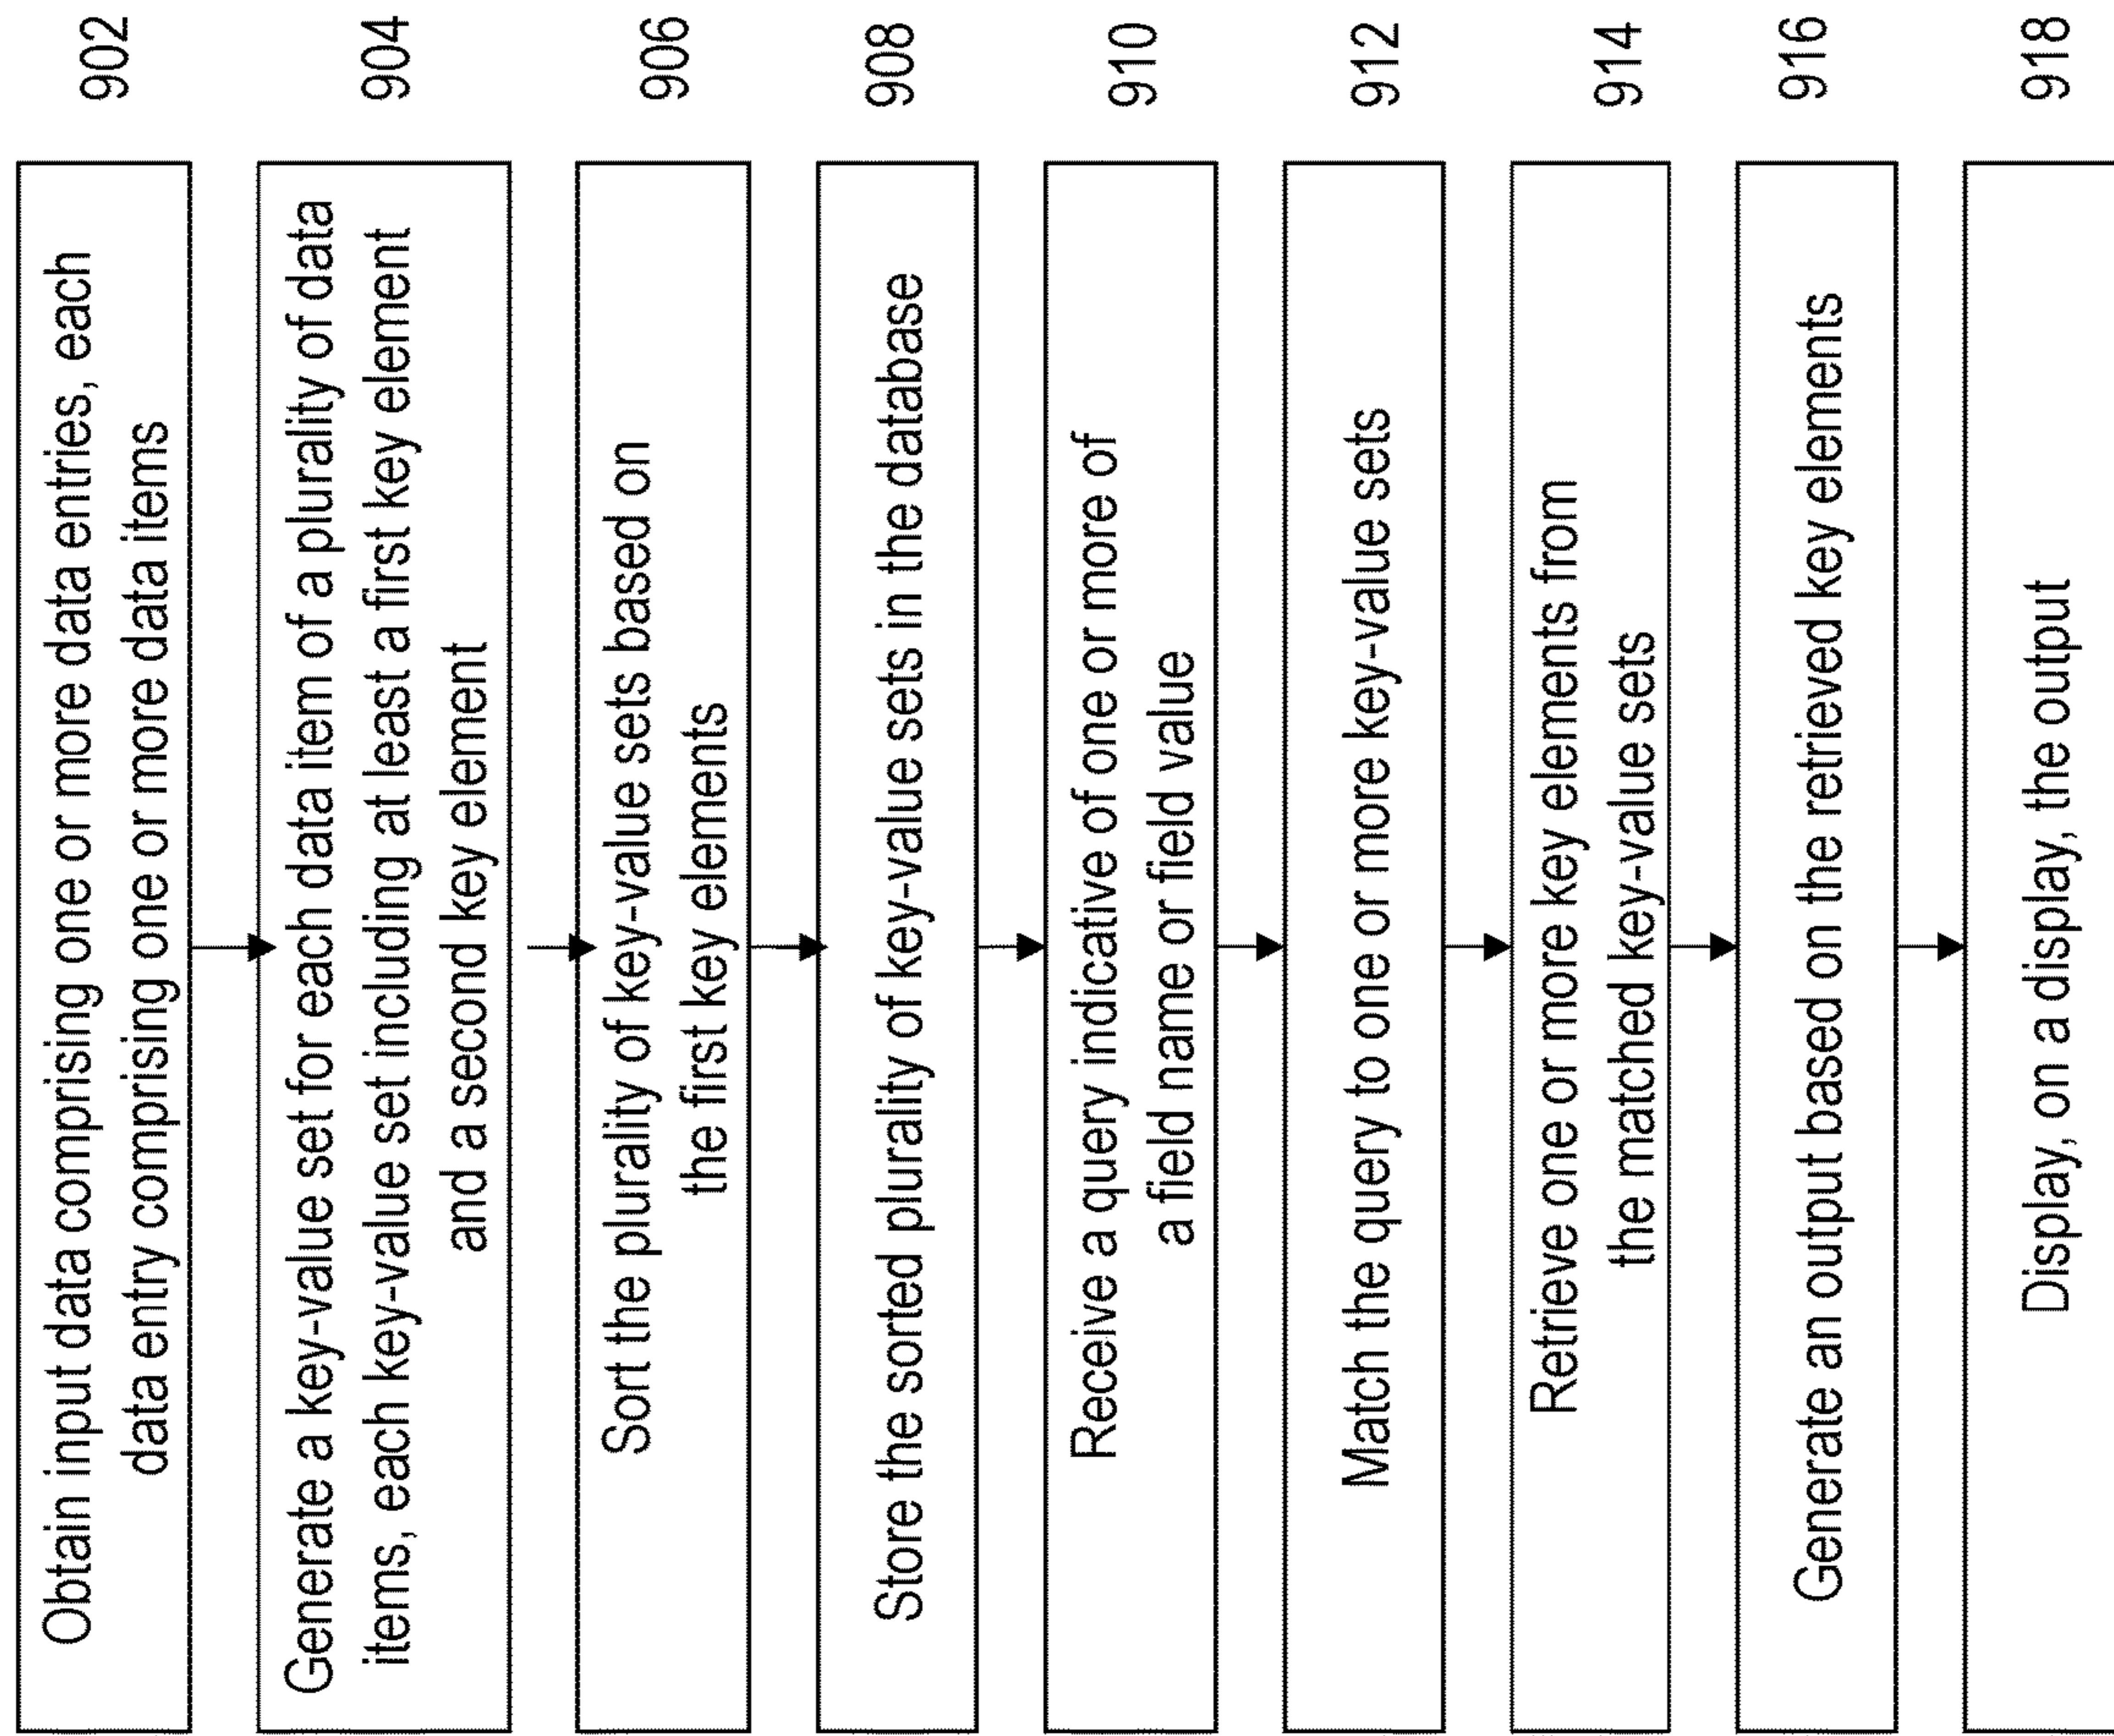 Obtain input data comprising one or more data entries, each
data entry comprising one or more data items
902
Generate a key-value set for each data item of a plurality of data
items, each key-value set including at least a first key element
and a second key element
904
Sort the plurality of key-value sets based on
the first key elements
906
Store the sorted plurality of key-value sets in the database
908
Receive a query indicative of one or more of
a field name or field value
910
Match the query to one or more key-value sets
912
Retrieve one or more key elements from
the matched key-value sets
914
Generate an output based on the retrieved key elements
916
Display, on a display, the output
918